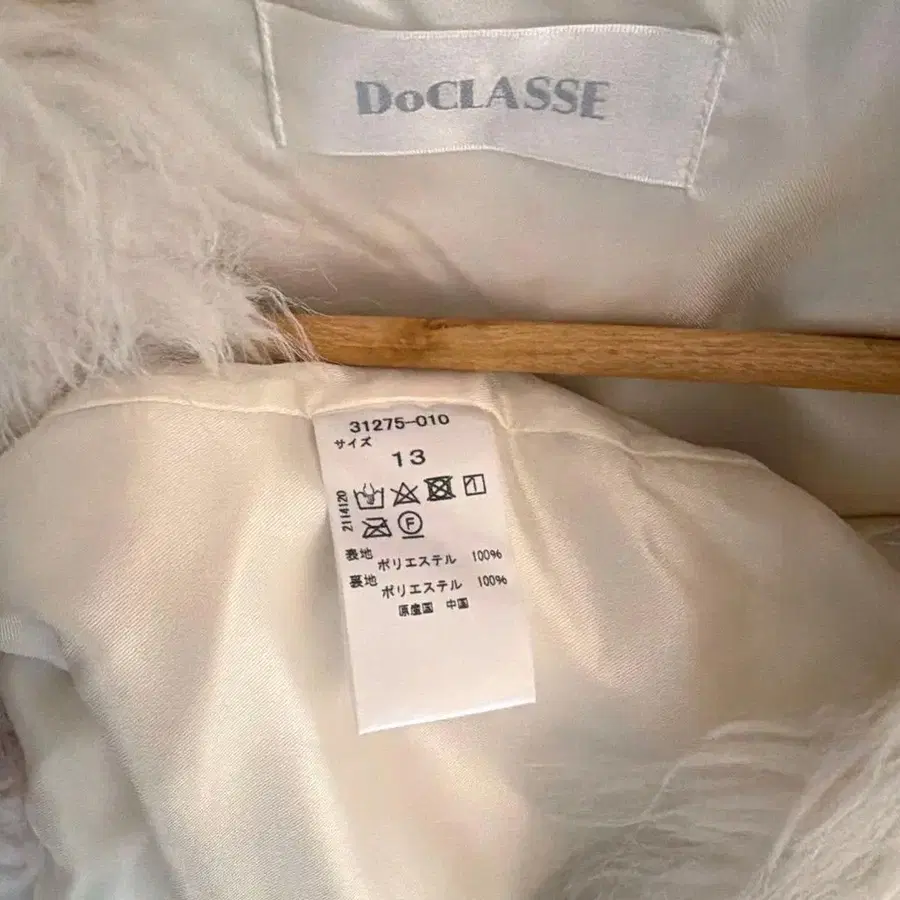 DoCLASSE
31275-010
サイズ
13
2114120
F
表地 ポリエステル 100%
裏地 ポリエステル 100%
原産国 中国